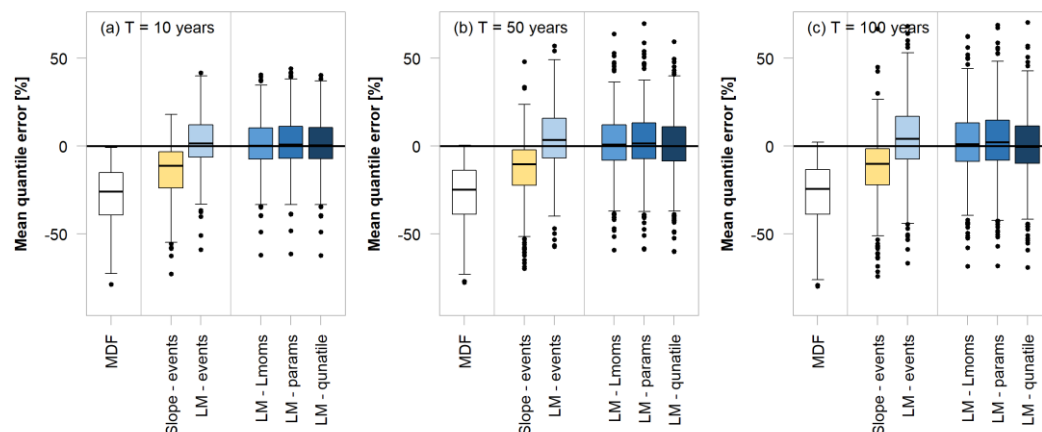 (a) T = 10 years
Mean quantile error [%]
50
0
-50
MDF
Slope - events
LM - events
LM - Lmoms
LM - params
LM - qunatile
(b) T = 50 years
Mean quantile error [%]
50
0
-50
MDF
Slope - events
LM - events
LM - Lmoms
LM - params
LM - qunatile
(c) T = 100 years
Mean quantile error [%]
50
0
-50
MDF
Slope - events
LM - events
LM - Lmoms
LM - params
LM - qunatile